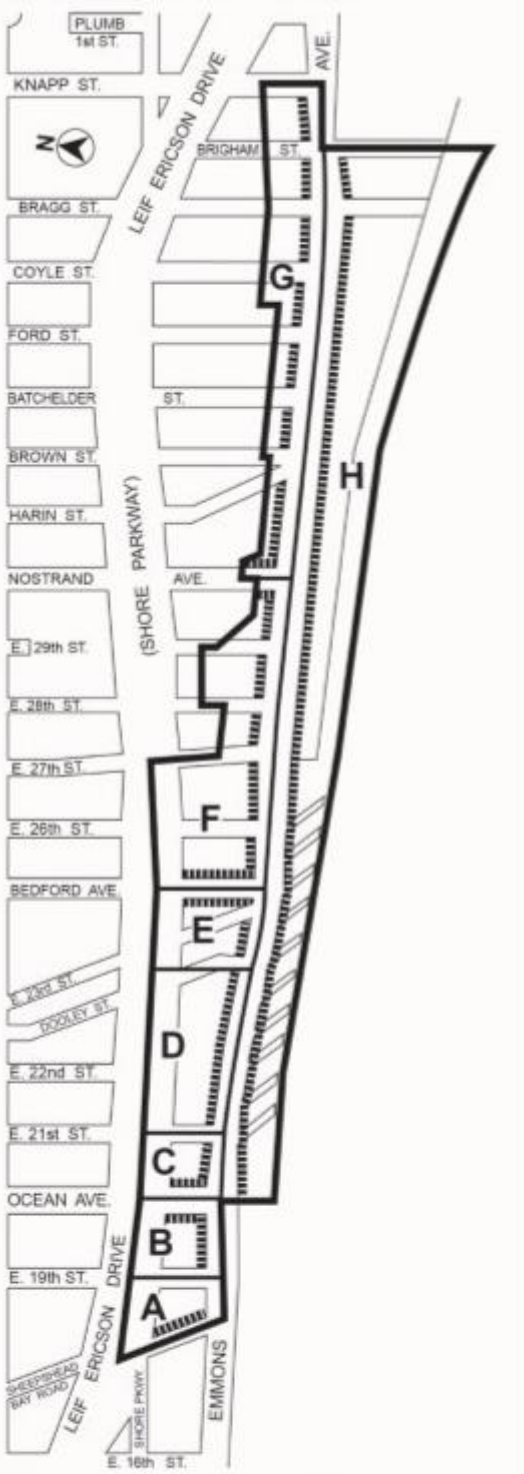 PLUMB
1st ST.
AVE.
KNAPP ST.
LEIF ERICSON DRIVE
N
BRIGHAM ST.
BRAGG ST.
G
COYLE ST.
FORD ST.
BATCHELDER ST.
BROWN ST.
H
HARIN ST.
(SHORE PARKWAY)
NOSTRAND AVE.
E. 29th ST.
E. 28th ST.
E. 27th ST.
F
E. 26th ST.
BEDFORD AVE.
E
E. 23rd ST.
DOOLEY ST.
D
E. 22nd ST.
E. 21st ST.
C
OCEAN AVE.
B
E. 19th ST.
A
LEIF ERICSON DRIVE
SHEEPSHEAD
BAY ROAD
SHORE PKWY
EMMONS
E. 16th ST.